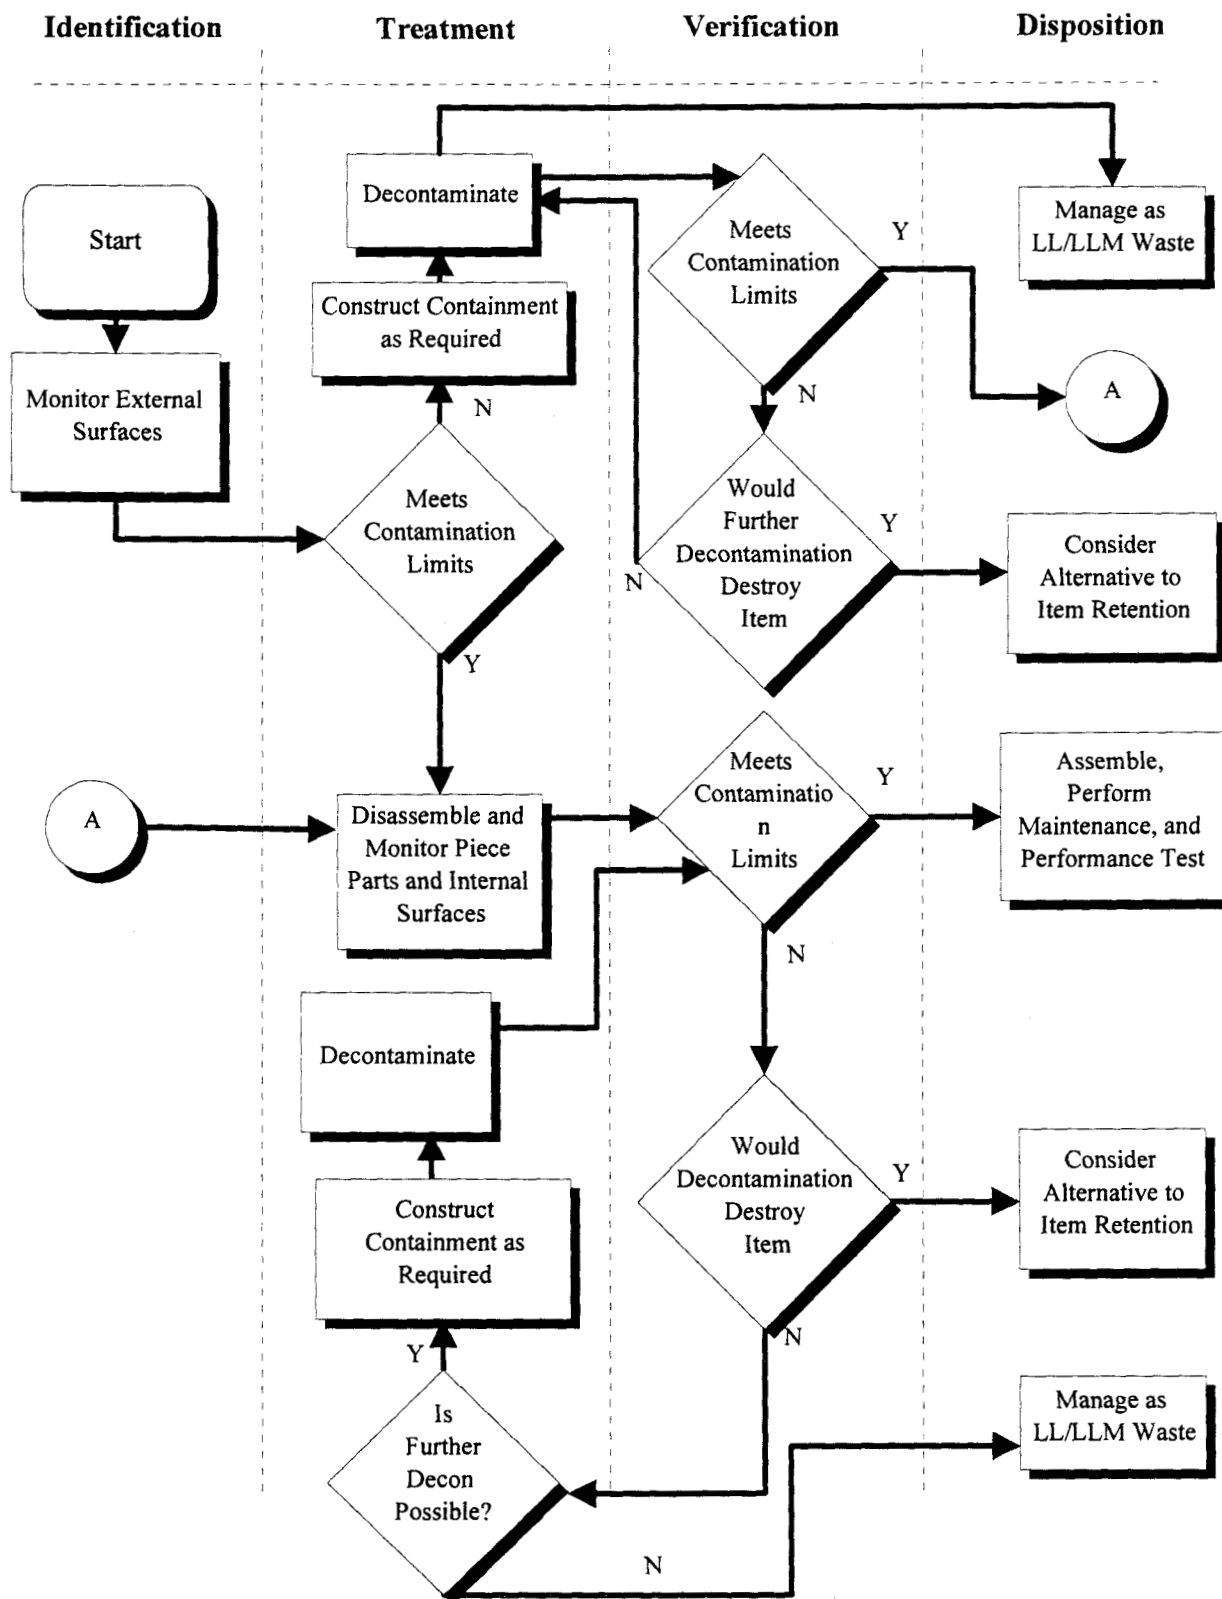 Identification
Treatment
Verification
Disposition
Start
Monitor External
Surfaces
Decontaminate
Construct Containment
as Required
N
Meets
Contamination
Limits
Y
Meets
Contamination
Limits
Y
N
Manage as
LL/LLM Waste
A
Would
Further
Decontamination
Destroy
Item
Y
N
Consider
Alternative to
Item Retention
A
Disassemble and
Monitor Piece
Parts and Internal
Surfaces
Meets
Contaminatio
n
Limits
Y
N
Assemble,
Perform
Maintenance, and
Performance Test
Decontaminate
Construct
Containment as
Required
Y
Would
Decontamination
Destroy
Item
Y
N
Consider
Alternative to
Item Retention
Is
Further
Decon
Possible?
N
Manage as
LL/LLM Waste